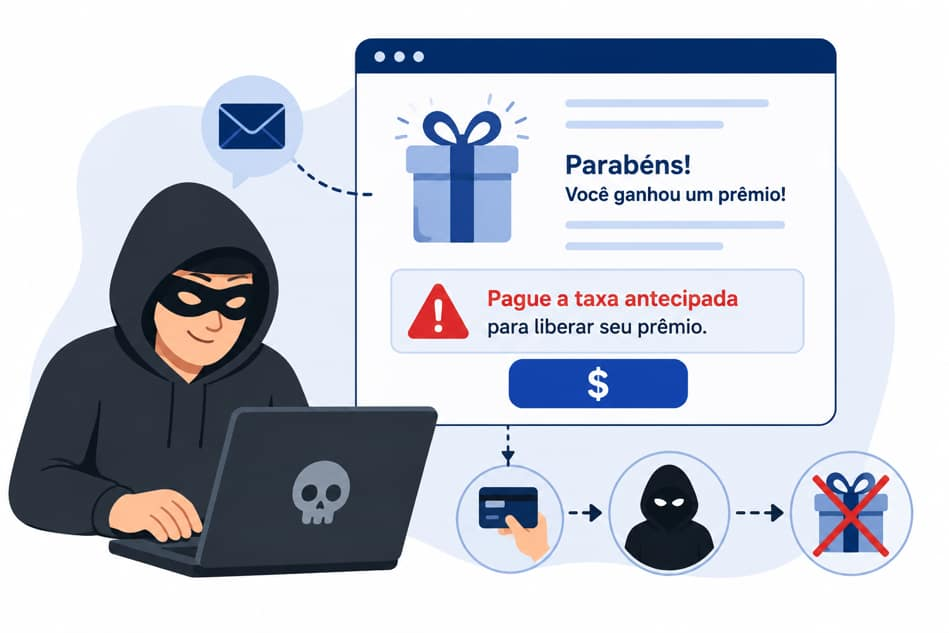 Parabéns!
Você ganhou um prêmio!
Pague a taxa antecipada
para liberar seu prêmio.
$